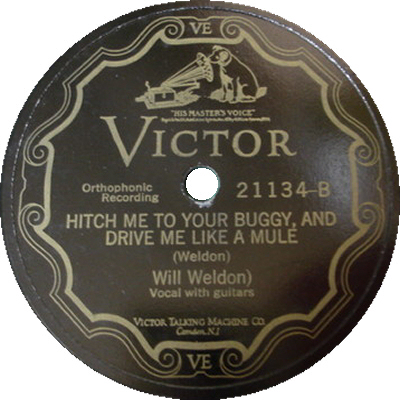 VE
"HIS MASTER'S VOICE"
VICTOR
Orthophonic
Recording
21134-B
HITCH ME TO YOUR BUGGY, AND
DRIVE ME LIKE A MULE
(Weldon)
Will Weldon)
Vocal with guitars
VICTOR TALKING MACHINE CO.
Camden, N.J.
VE